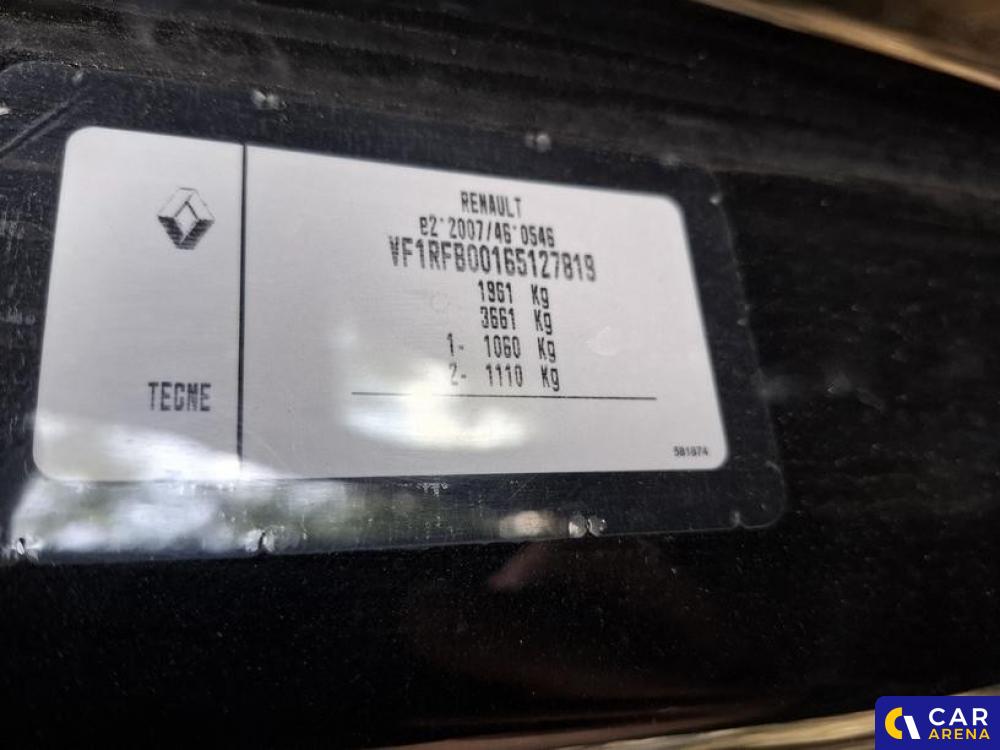 RENAULT
e2*2007/46*0546
VF1RFB00165127819
1961 Kg
3661 Kg
1- 1060 Kg
2- 1110 Kg
TECNE
581874
CAR
ARENA